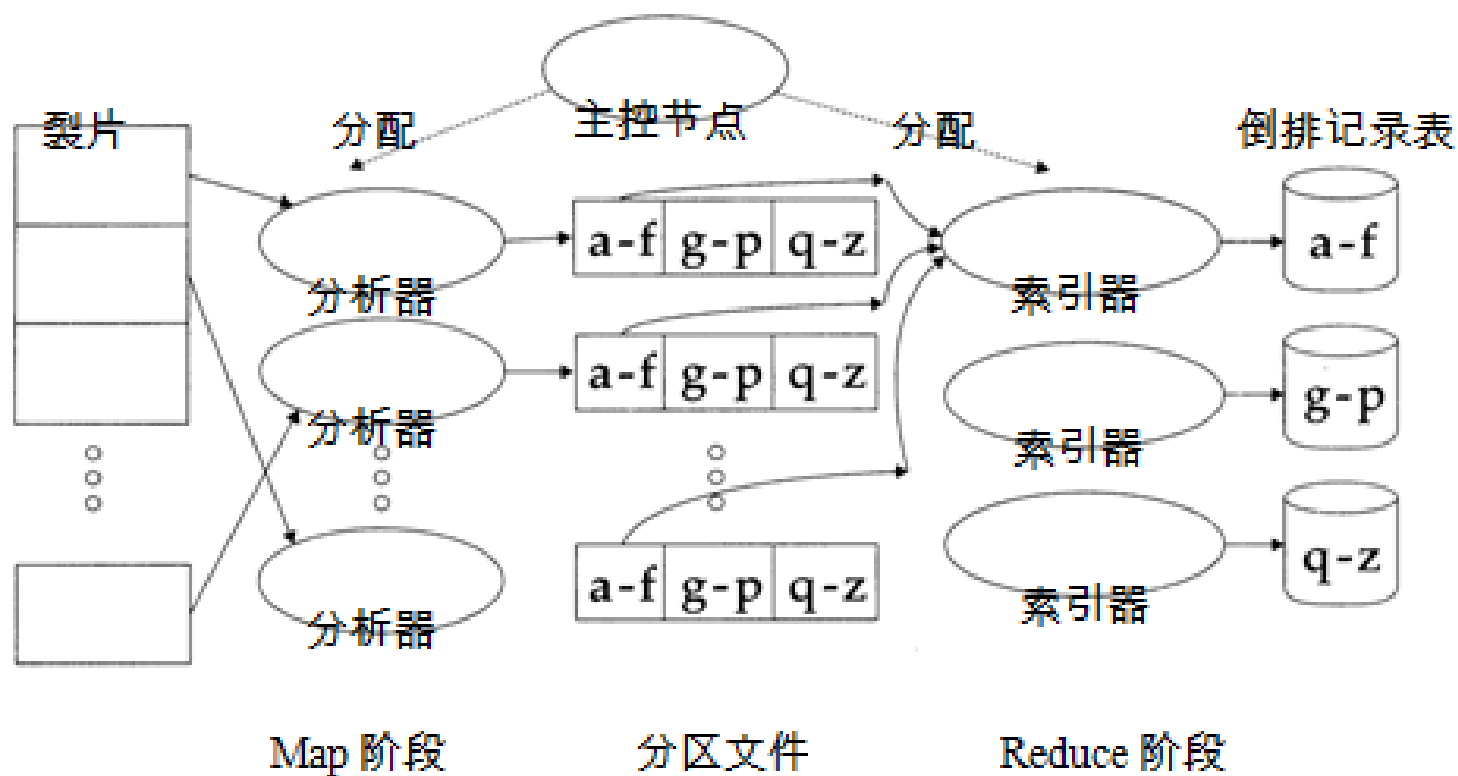 裂片 分配 主控节点 分配 倒排记录表
a-f g-p q-z a-f
分析器 索引器
a-f g-p q-z g-p
分析器 索引器
a-f g-p q-z q-z
分析器 索引器
Map 阶段 分区文件 Reduce 阶段